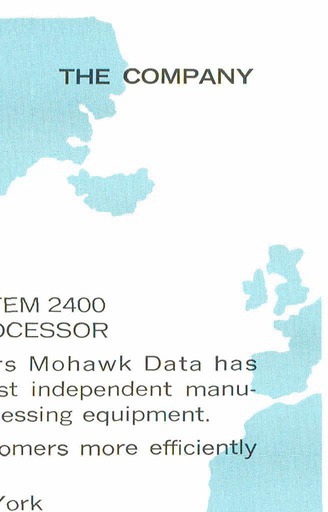 THE COMPANY
TEM 2400
OCESSOR
rs Mohawk Data has
st independent manu-
essing equipment.
omers more efficiently
York